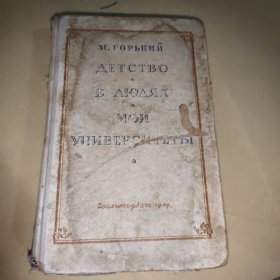 М. ГОРЬКИЙ
ДЕТСТВО
В ЛЮДЯХ
МОИ
УНИВЕРСИТЕТЫ
Гослитиздат 1949